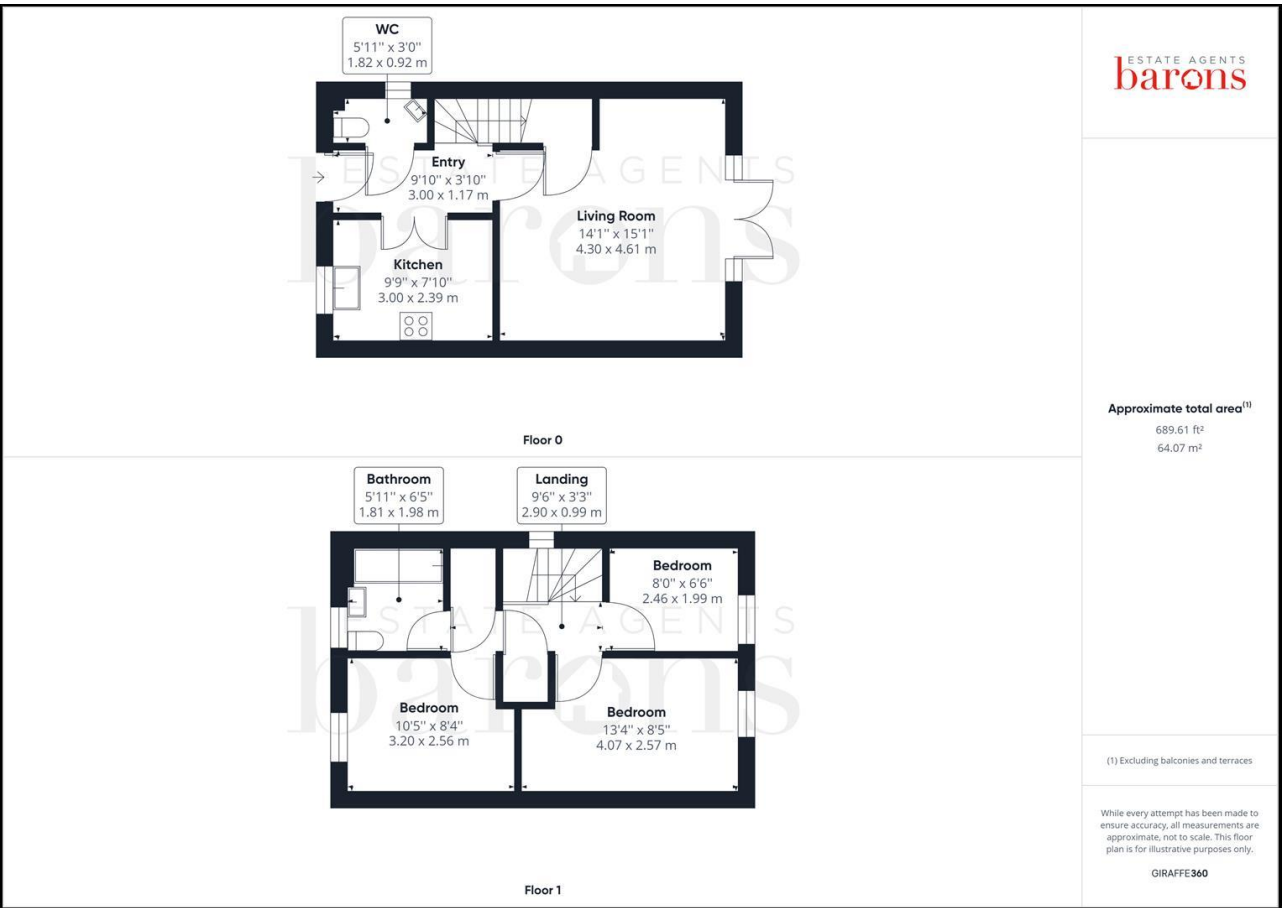 WC
5'11" x 3'0"
1.82 x 0.92 m
Entry
9'10" x 3'10"
3.00 x 1.17 m
Living Room
14'1" x 15'1"
4.30 x 4.61 m
Kitchen
9'9" x 7'10"
3.00 x 2.39 m
ESTATE AGENTS
barons
Floor 0
Bathroom
5'11" x 6'5"
1.81 x 1.98 m
Landing
9'6" x 3'3"
2.90 x 0.99 m
Bedroom
8'0" x 6'6"
2.46 x 1.99 m
Bedroom
10'5" x 8'4"
3.20 x 2.56 m
Bedroom
13'4" x 8'5"
4.07 x 2.57 m
ESTATE AGENTS
barons
Floor 1
ESTATE AGENTS
barons
Approximate total area(1)
689.61 ft²
64.07 m²
(1) Excluding balconies and terraces
While every attempt has been made to
ensure accuracy, all measurements are
approximate, not to scale. This floor
plan is for illustrative purposes only.
GIRAFFE360